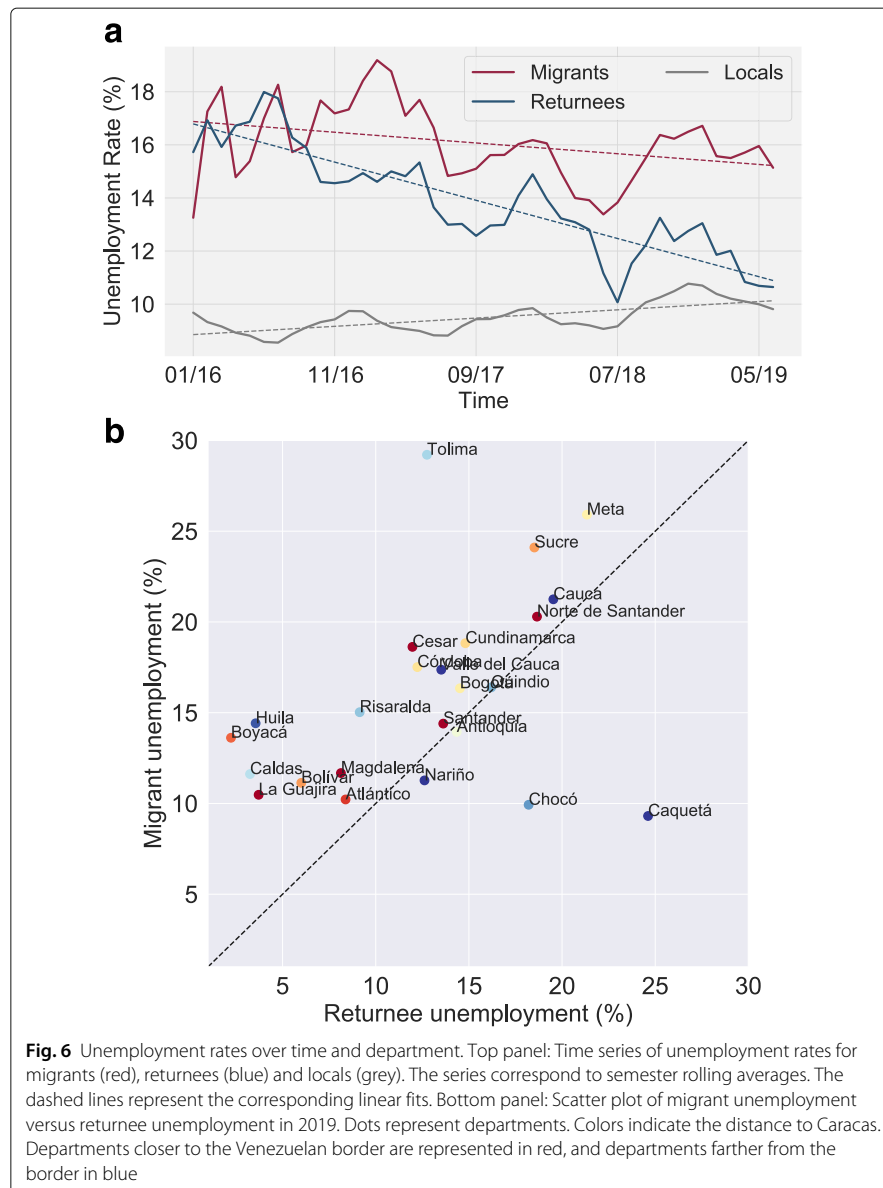 a
Unemployment Rate (%)
18
16
14
12
10
Migrants
Returnees
Locals
01/16
11/16
09/17
07/18
05/19
Time
b
Migrant unemployment (%)
30
25
20
15
10
5
Tolima
Meta
Sucre
Cauca
Norte de Santander
Cesar
Cundinamarca
Córdoba
Valle del Cauca
Bogotá
Quindio
Risaralda
Huila
Santander
Boyacá
Antioquía
Caldas
Magdalena
Bolívar
Nariño
La Guajira
Atlántico
Chocó
Caquetá
5
10
15
20
25
30
Returnee unemployment (%)
Fig. 6 Unemployment rates over time and department. Top panel: Time series of unemployment rates for
migrants (red), returnees (blue) and locals (grey). The series correspond to semester rolling averages. The
dashed lines represent the corresponding linear fits. Bottom panel: Scatter plot of migrant unemployment
versus returnee unemployment in 2019. Dots represent departments. Colors indicate the distance to Caracas.
Departments closer to the Venezuelan border are represented in red, and departments farther from the
border in blue